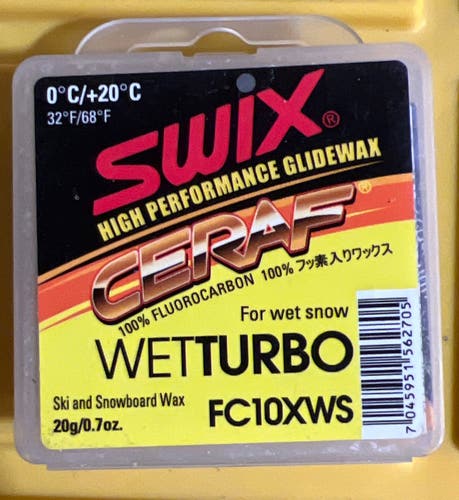 0°C/+20°C
32°F/68°F
SWIX®
HIGH PERFORMANCE GLIDEWAX
CERAF®
100% FLUOROCARBON 100% フッ素入りワックス
For wet snow
WETTURBO
Ski and Snowboard Wax
20g/0.7oz.
FC10XWS
7 045951 562705